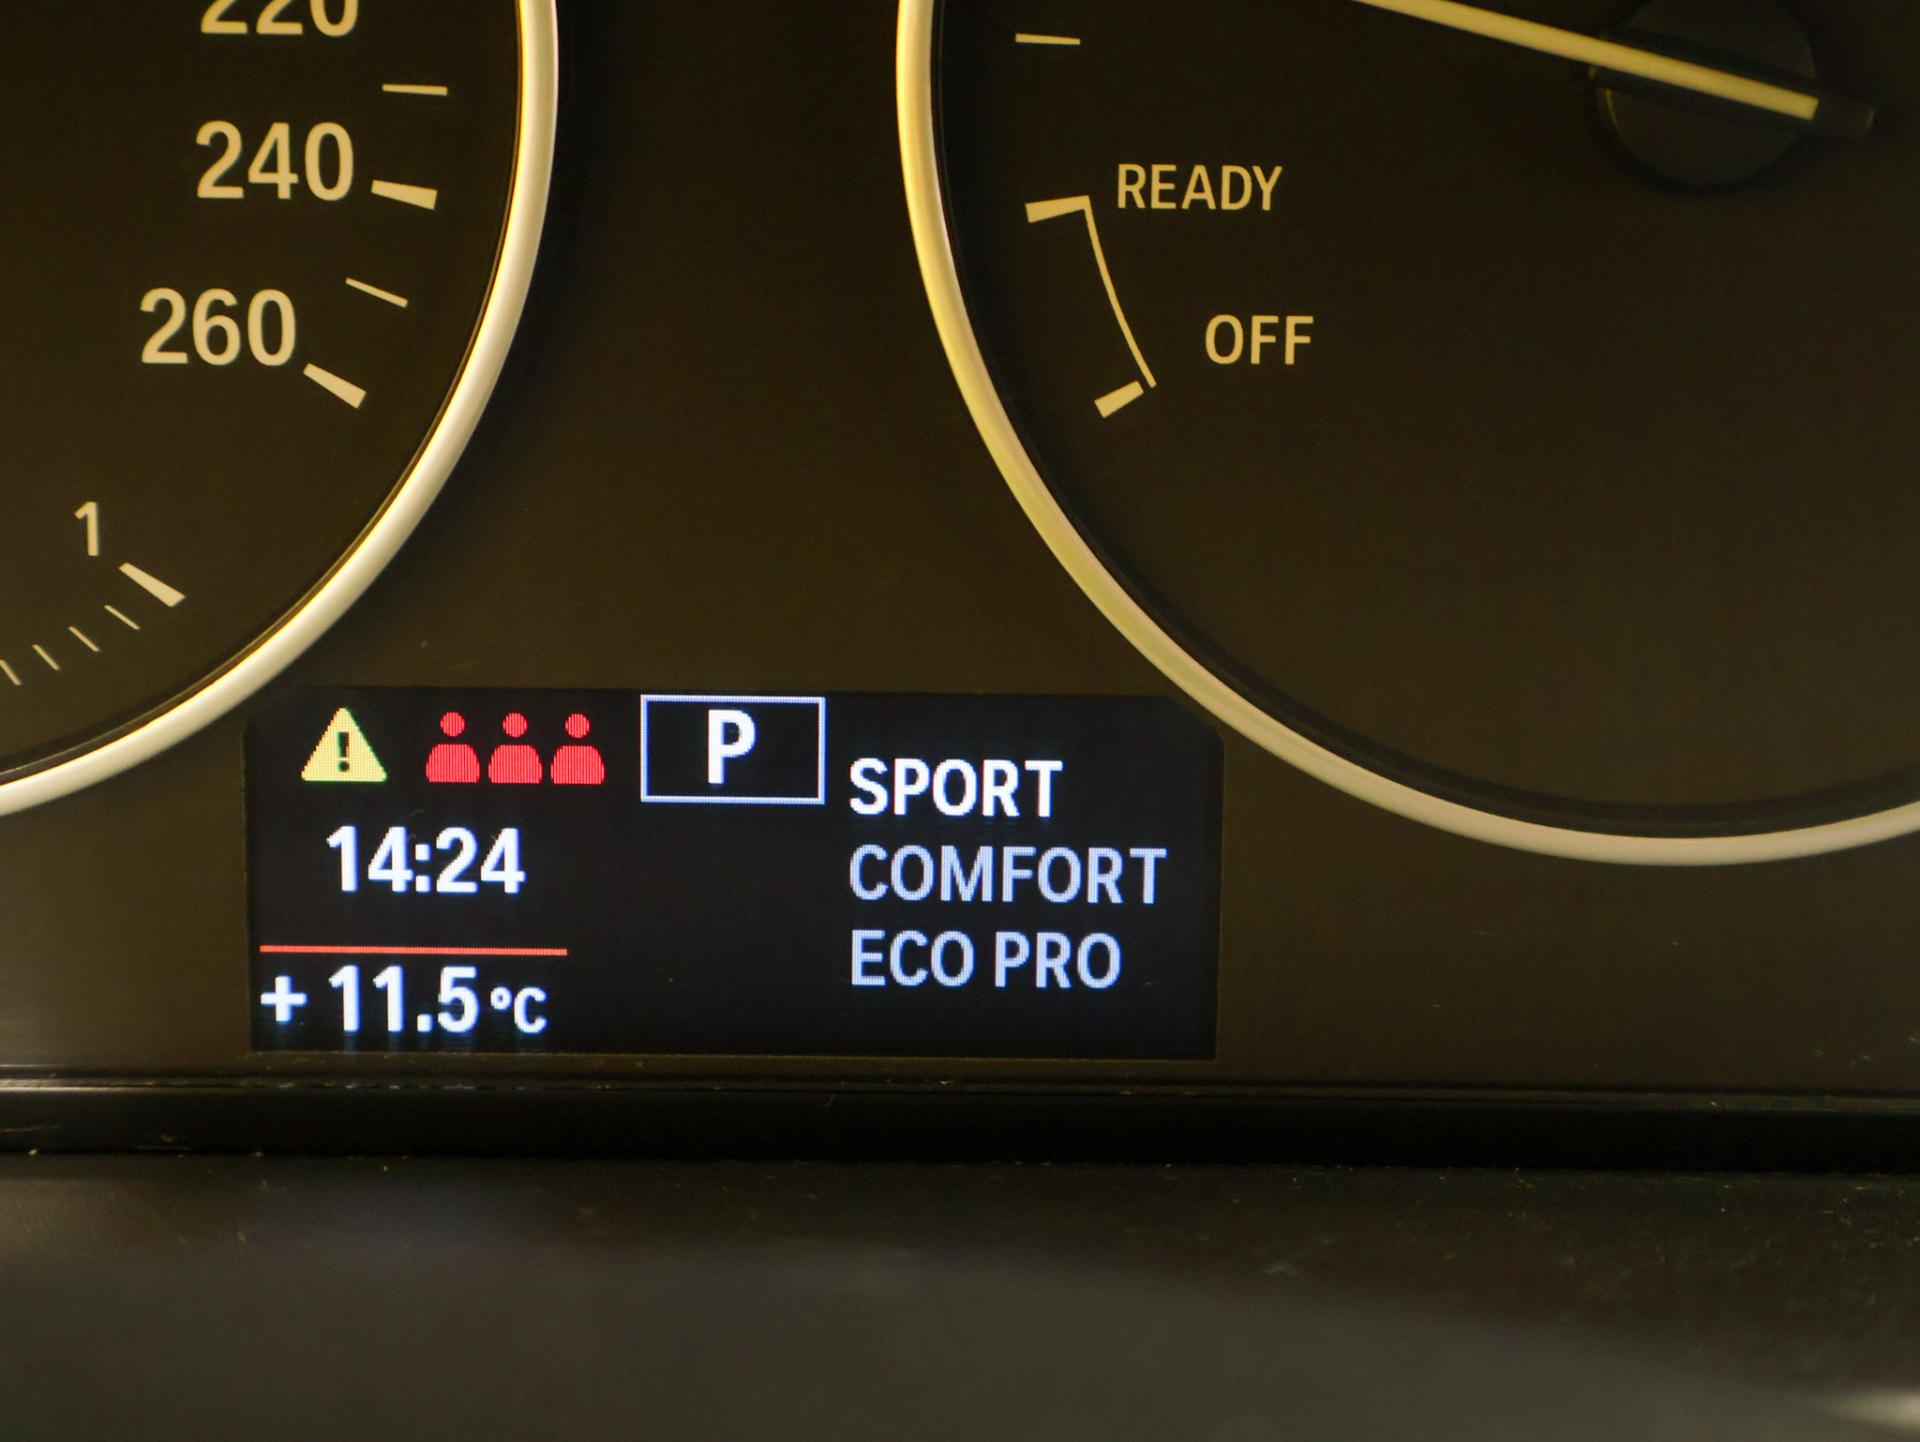 220
240
260
1
READY
OFF
P
SPORT
COMFORT
ECO PRO
14:24
+ 11.5 °C